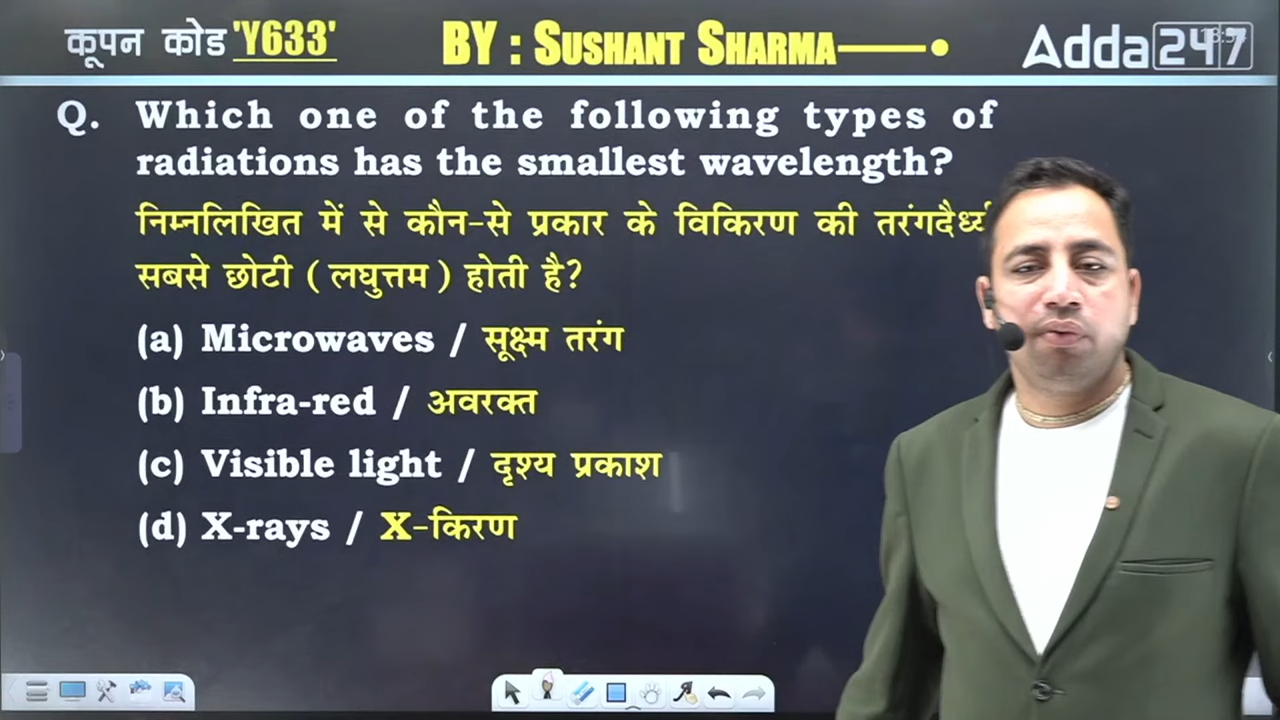 कूपन कोड 'Y633' BY : SUSHANT SHARMA Adda247
Q. Which one of the following types of
radiations has the smallest wavelength?
निम्नलिखित में से कौन-से प्रकार के विकिरण की तरंगदैर्ध्य
सबसे छोटी ( लघुत्तम ) होती है?
(a) Microwaves / सूक्ष्म तरंग
(b) Infra-red / अवरक्त
(c) Visible light / दृश्य प्रकाश
(d) X-rays / X-किरण